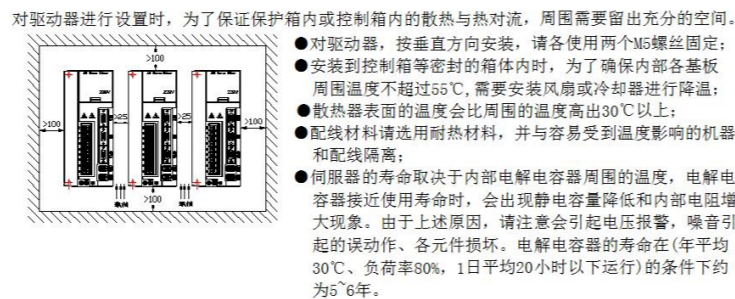 对驱动器进行设置时，为了保证保护箱内或控制箱内的散热与热对流，周围需要留出充分的空间。
>100
220V
220V
220V
>100
>25
>25
>100
>100
●对驱动器，按垂直方向安装，请各使用两个M5螺丝固定；
●安装到控制箱等密封的箱体内时，为了确保内部各基板
周围温度不超过55℃，需要安装风扇或冷却器进行降温；
●散热器表面的温度会比周围的温度高出30℃以上；
●配线材料请选用耐热材料，并与容易受到温度影响的机器
和配线隔离；
●伺服器的寿命取决于内部电解电容器周围的温度，电解电
容器接近使用寿命时，会出现静电容量降低和内部电阻增
大现象。由于上述原因，请注意会引起电压报警，噪音引
起的误动作、各元件损坏。电解电容器的寿命在(年平均
30℃、负荷率80%，1日平均20小时以下运行)的条件下约
为5~6年。